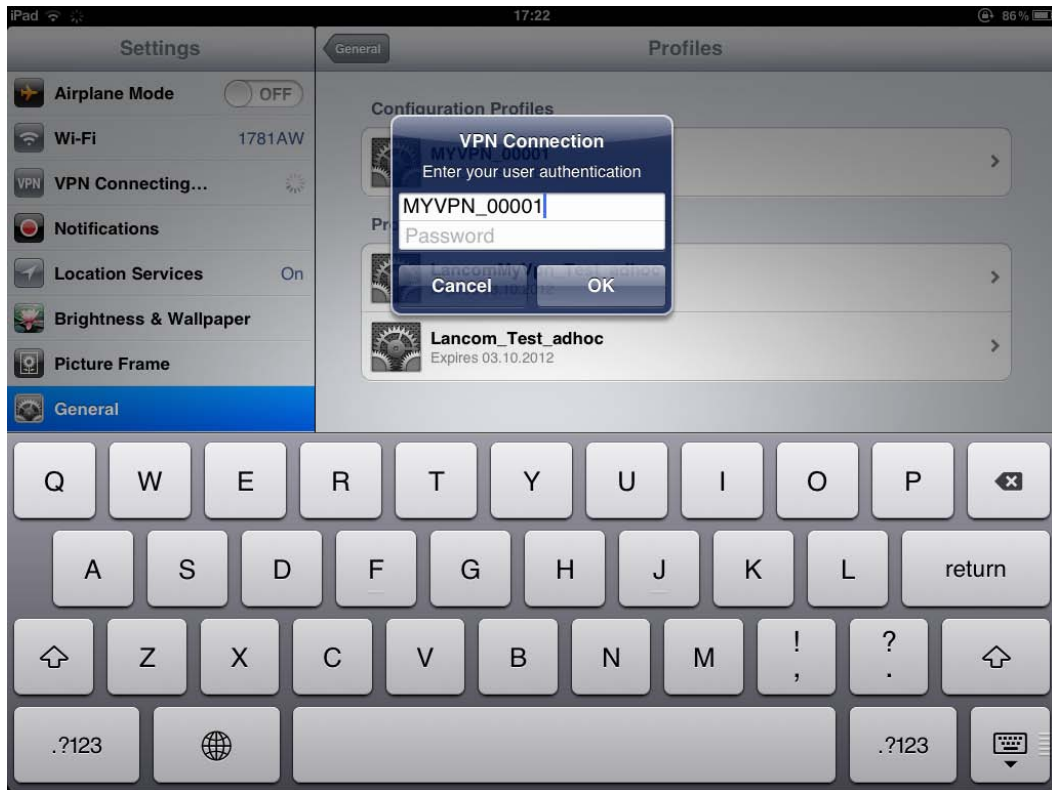 iPad 17:22 86%
Settings
General Profiles
Airplane Mode OFF
Wi-Fi 1781AW
VPN VPN Connecting...
Notifications
Location Services On
Brightness & Wallpaper
Picture Frame
General
Configuration Profiles
MYVPN_00001
VPN Connection
Enter your user authentication
MYVPN_00001
Password
Cancel OK
LancomMyVpn_Test_adhoc
Lancom_Test_adhoc
Expires 03.10.2012
Q W E R T Y U I O P
A S D F G H J K L return
Z X C V B N M ! , ? .
.?123 .?123